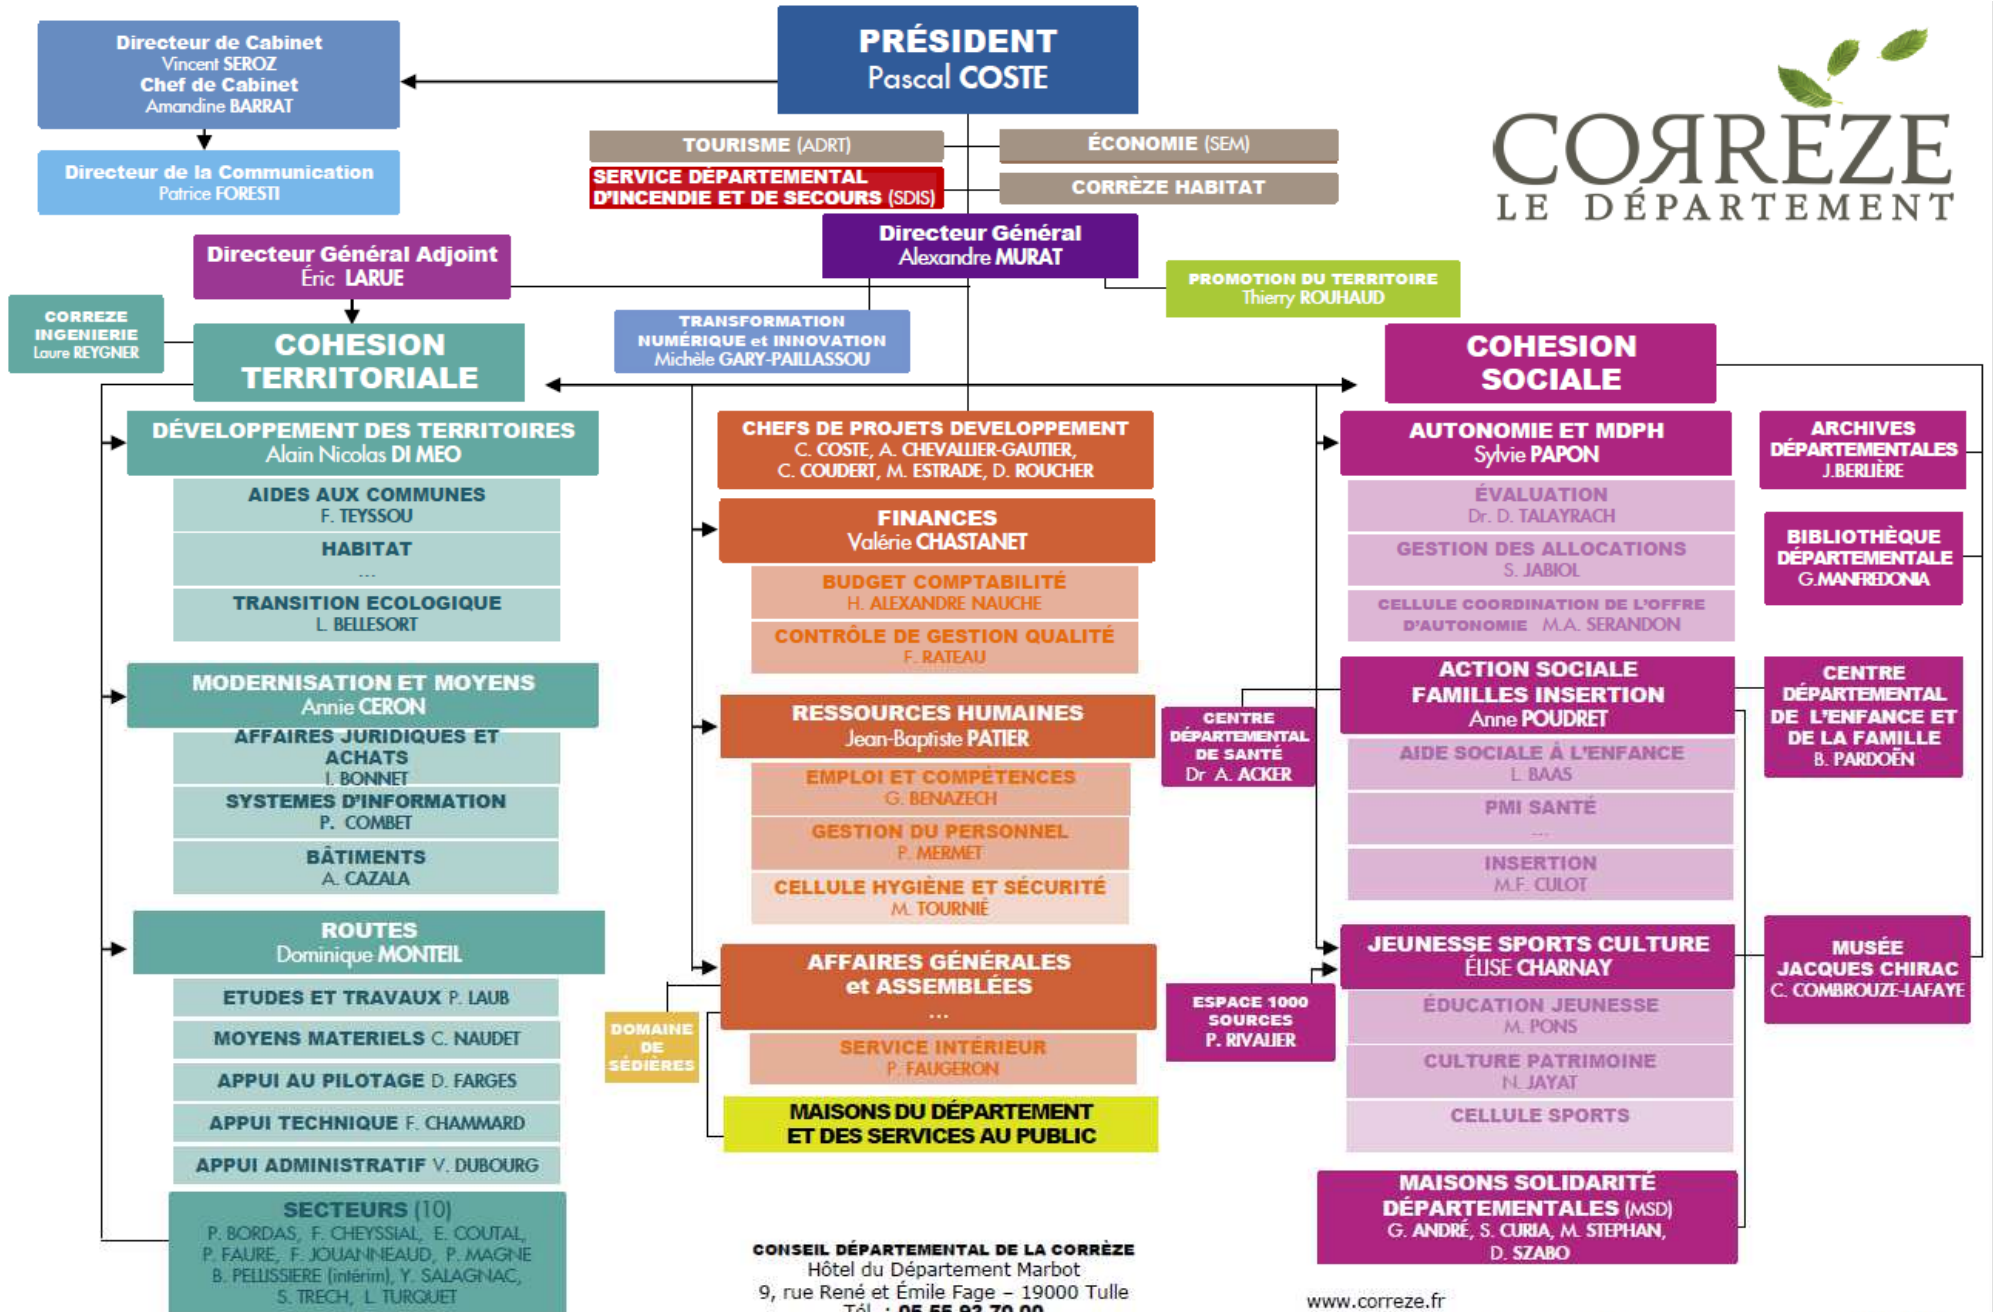 Directeur de Cabinet
Vincent SEROZ
Chef de Cabinet
Amandine BARRAT
Directeur de la Communication
Patrice FORESTI
PRÉSIDENT
Pascal COSTE
TOURISME (ADRT)
ÉCONOMIE (SEM)
SERVICE DÉPARTEMENTAL
D'INCENDIE ET DE SECOURS (SDIS)
CORRÈZE HABITAT
CORRÈZE
LE DÉPARTEMENT
Directeur Général
Alexandre MURAT
Directeur Général Adjoint
Éric LARUE
PROMOTION DU TERRITOIRE
Thierry ROUHAUD
CORREZE
INGENIERIE
Laure REYGNER
TRANSFORMATION
NUMÉRIQUE et INNOVATION
Michèle GARY-PAILLASSOU
COHESION
TERRITORIALE
DÉVELOPPEMENT DES TERRITOIRES
Alain Nicolas DI MEO
AIDES AUX COMMUNES
F. TEYSSOU
HABITAT
...
TRANSITION ECOLOGIQUE
L. BELLESORT
MODERNISATION ET MOYENS
Annie CERON
AFFAIRES JURIDIQUES ET
ACHATS
I. BONNET
SYSTEMES D'INFORMATION
P. COMBET
BÂTIMENTS
A. CAZALA
ROUTES
Dominique MONTEIL
ETUDES ET TRAVAUX P. LAUB
MOYENS MATERIELS C. NAUDET
APPUI AU PILOTAGE D. FARGES
APPUI TECHNIQUE F. CHAMMARD
APPUI ADMINISTRATIF V. DUBOURG
SECTEURS (10)
P. BORDAS, F. CHEYSSIAL, E. COUTAL,
P. FAURE, F. JOUANNEAUD, P. MAGNE
B. PELLISSIERE (intérim), Y. SALAGNAC,
S. TRECH, L. TURQUET
CHEFS DE PROJETS DEVELOPPEMENT
C. COSTE, A. CHEVALLIER-GAUTIER,
C. COUDERT, M. ESTRADE, D. ROUCHER
FINANCES
Valérie CHASTANET
BUDGET COMPTABILITÉ
H. ALEXANDRE NAUCHE
CONTRÔLE DE GESTION QUALITÉ
F. RATEAU
RESSOURCES HUMAINES
Jean-Baptiste PATIER
EMPLOI ET COMPÉTENCES
G. BENAZECH
GESTION DU PERSONNEL
P. MERMET
CELLULE HYGIÈNE ET SÉCURITÉ
M. TOURNIÉ
AFFAIRES GÉNÉRALES
et ASSEMBLÉES
...
DOMAINE
DE
SÉDIÈRES
SERVICE INTÉRIEUR
P. FAUGERON
MAISONS DU DÉPARTEMENT
ET DES SERVICES AU PUBLIC
COHESION
SOCIALE
AUTONOMIE ET MDPH
Sylvie PAPON
ÉVALUATION
Dr. D. TALAYRACH
GESTION DES ALLOCATIONS
S. JABIOL
CELLULE COORDINATION DE L'OFFRE
D'AUTONOMIE M.A. SERANDON
ACTION SOCIALE
FAMILLES INSERTION
Anne POUDRET
CENTRE
DÉPARTEMENTAL
DE SANTÉ
Dr A. ACKER
AIDE SOCIALE À L'ENFANCE
L. BAAS
PMI SANTÉ
...
INSERTION
M.F. CULOT
JEUNESSE SPORTS CULTURE
ÉLISE CHARNAY
ESPACE 1000
SOURCES
P. RIVALIER
ÉDUCATION JEUNESSE
M. PONS
CULTURE PATRIMOINE
N. JAYAT
CELLULE SPORTS
MAISONS SOLIDARITÉ
DÉPARTEMENTALES (MSD)
G. ANDRÉ, S. CURIA, M. STEPHAN,
D. SZABO
ARCHIVES
DÉPARTEMENTALES
J.BERLIÈRE
BIBLIOTHÈQUE
DÉPARTEMENTALE
G.MANFREDONIA
CENTRE
DÉPARTEMENTAL
DE L'ENFANCE ET
DE LA FAMILLE
B. PARDOËN
MUSÉE
JACQUES CHIRAC
C. COMBROUZE-LAFAYE
CONSEIL DÉPARTEMENTAL DE LA CORRÈZE
Hôtel du Département Marbot
9, rue René et Émile Fage – 19000 Tulle
Tél. : 05 55 93 70 00
www.correze.fr